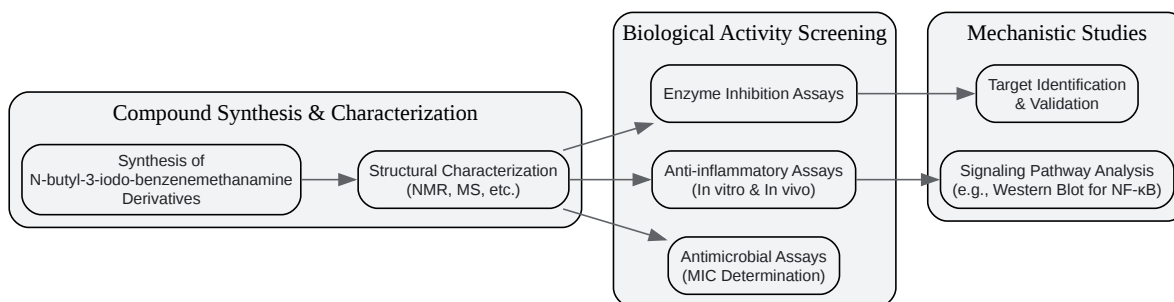 Compound Synthesis & Characterization
Synthesis of
N-butyl-3-iodo-benzenemethanamine
Derivatives
Structural Characterization
(NMR, MS, etc.)
Biological Activity Screening
Enzyme Inhibition Assays
Anti-inflammatory Assays
(In vitro & In vivo)
Antimicrobial Assays
(MIC Determination)
Mechanistic Studies
Target Identification
& Validation
Signaling Pathway Analysis
(e.g., Western Blot for NF-κB)